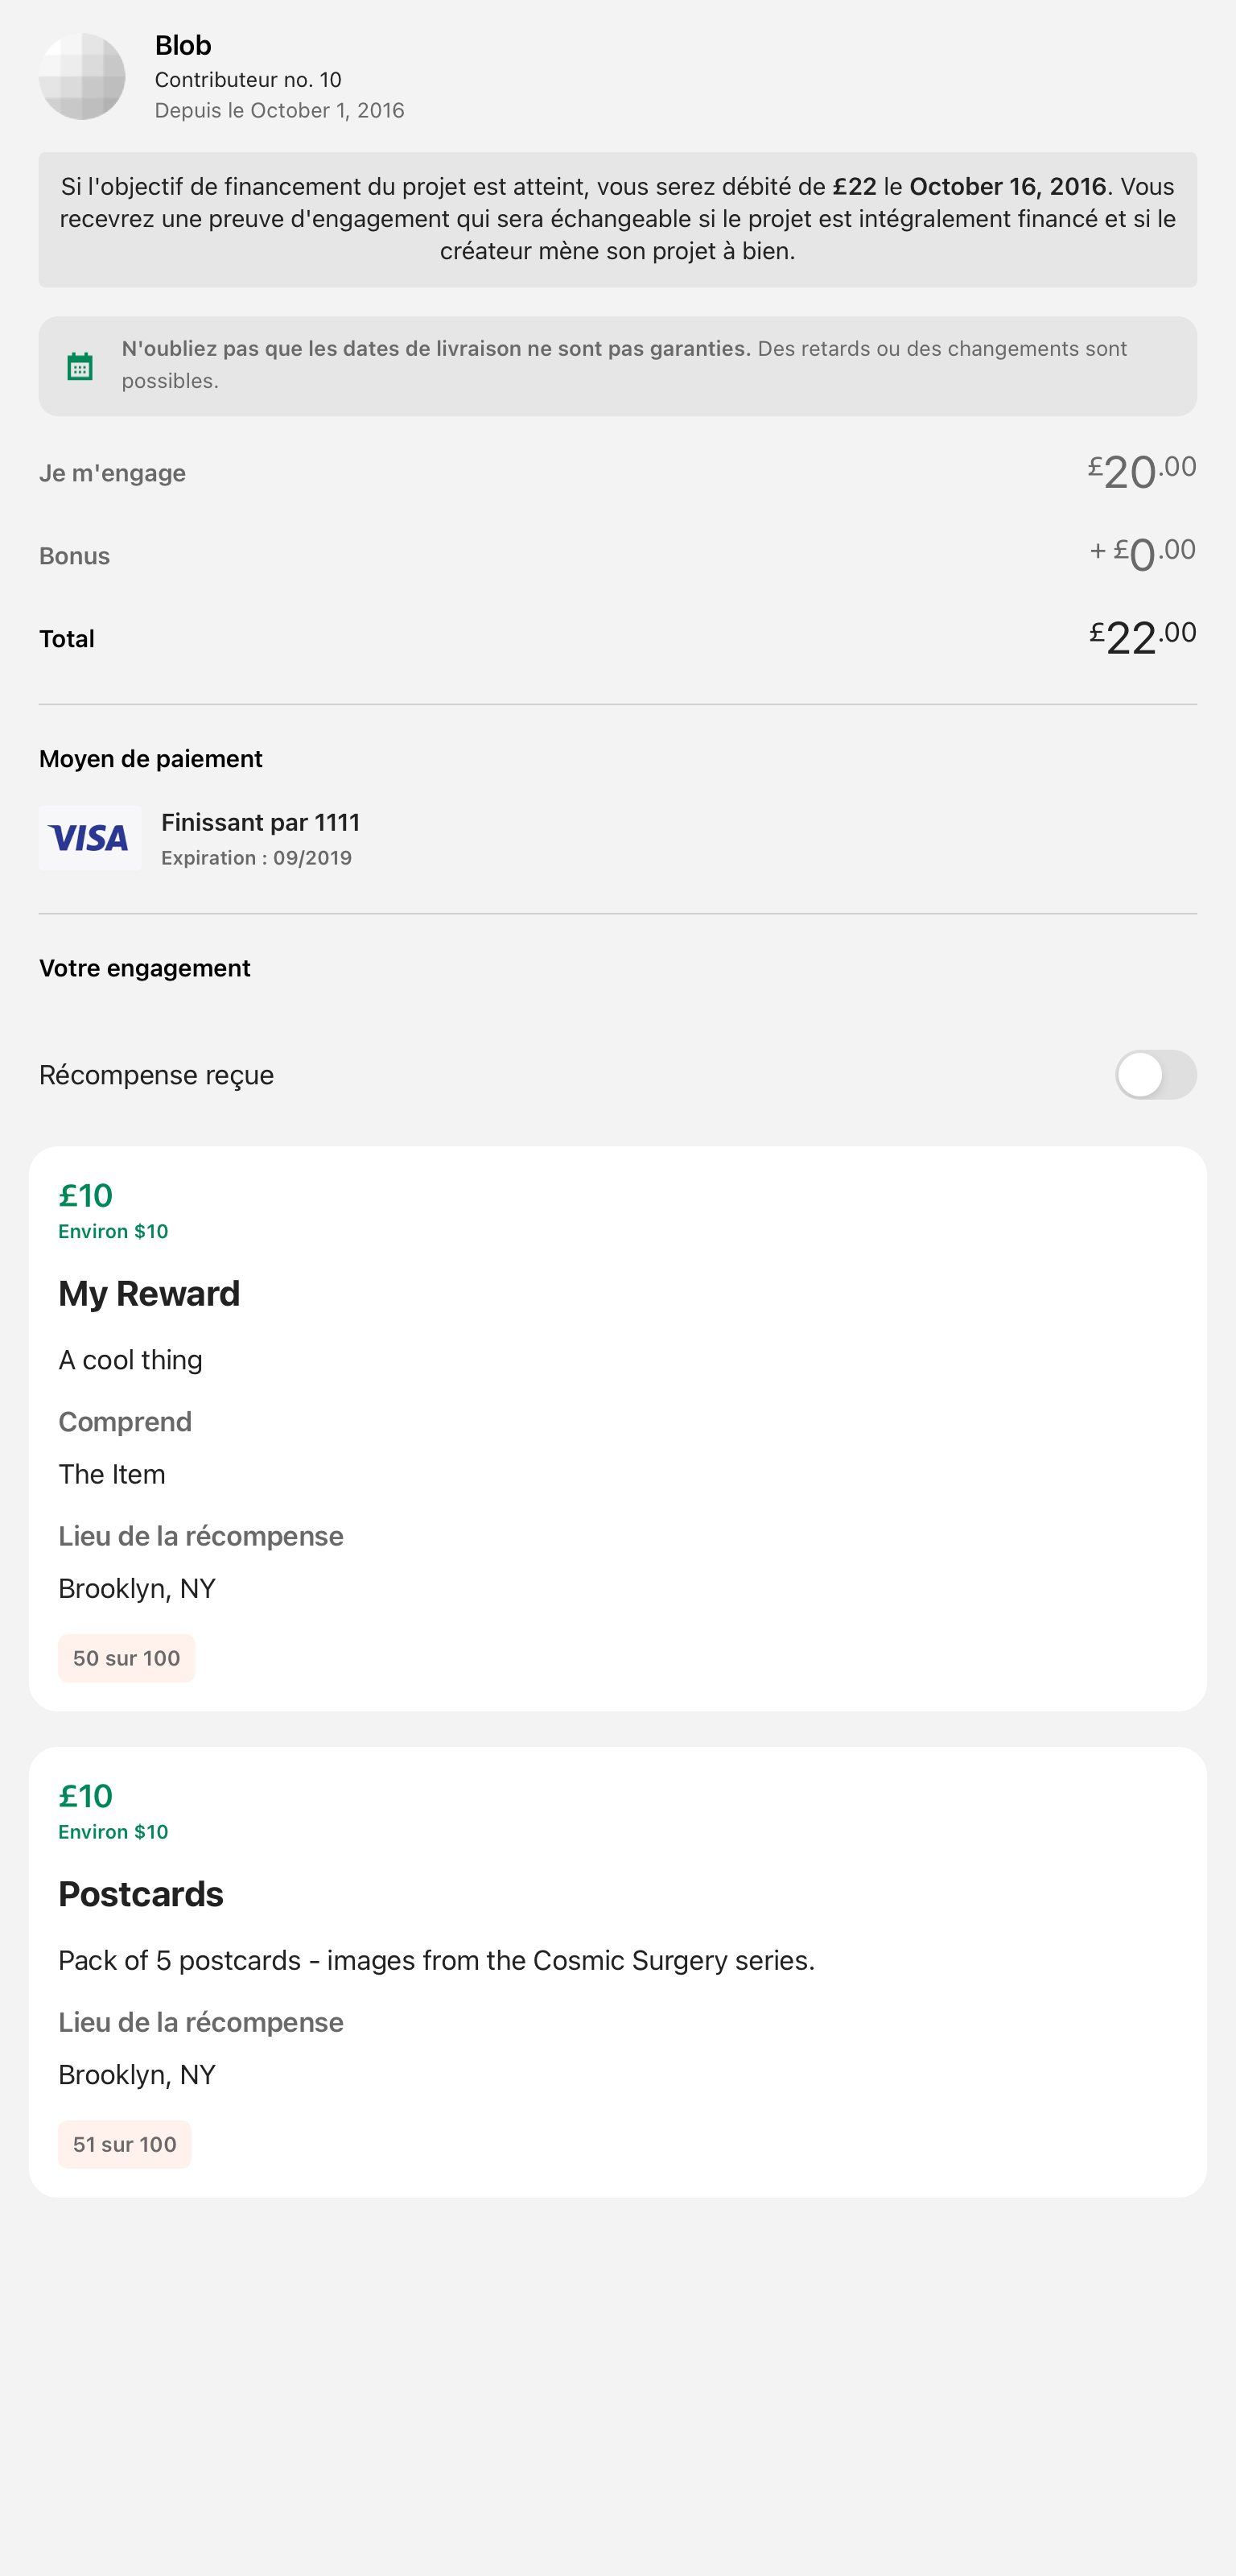 Blob
Contributeur no. 10
Depuis le October 1, 2016
Si l'objectif de financement du projet est atteint, vous serez débité de £22 le October 16, 2016. Vous
recevrez une preuve d'engagement qui sera échangeable si le projet est intégralement financé et si le
créateur mène son projet à bien.
N'oubliez pas que les dates de livraison ne sont pas garanties. Des retards ou des changements sont
possibles.
Je m'engage £20.00
Bonus + £0.00
Total £22.00
Moyen de paiement
VISA
Finissant par 1111
Expiration : 09/2019
Votre engagement
Récompense reçue
£10
Environ $10
My Reward
A cool thing
Comprend
The Item
Lieu de la récompense
Brooklyn, NY
50 sur 100
£10
Environ $10
Postcards
Pack of 5 postcards - images from the Cosmic Surgery series.
Lieu de la récompense
Brooklyn, NY
51 sur 100